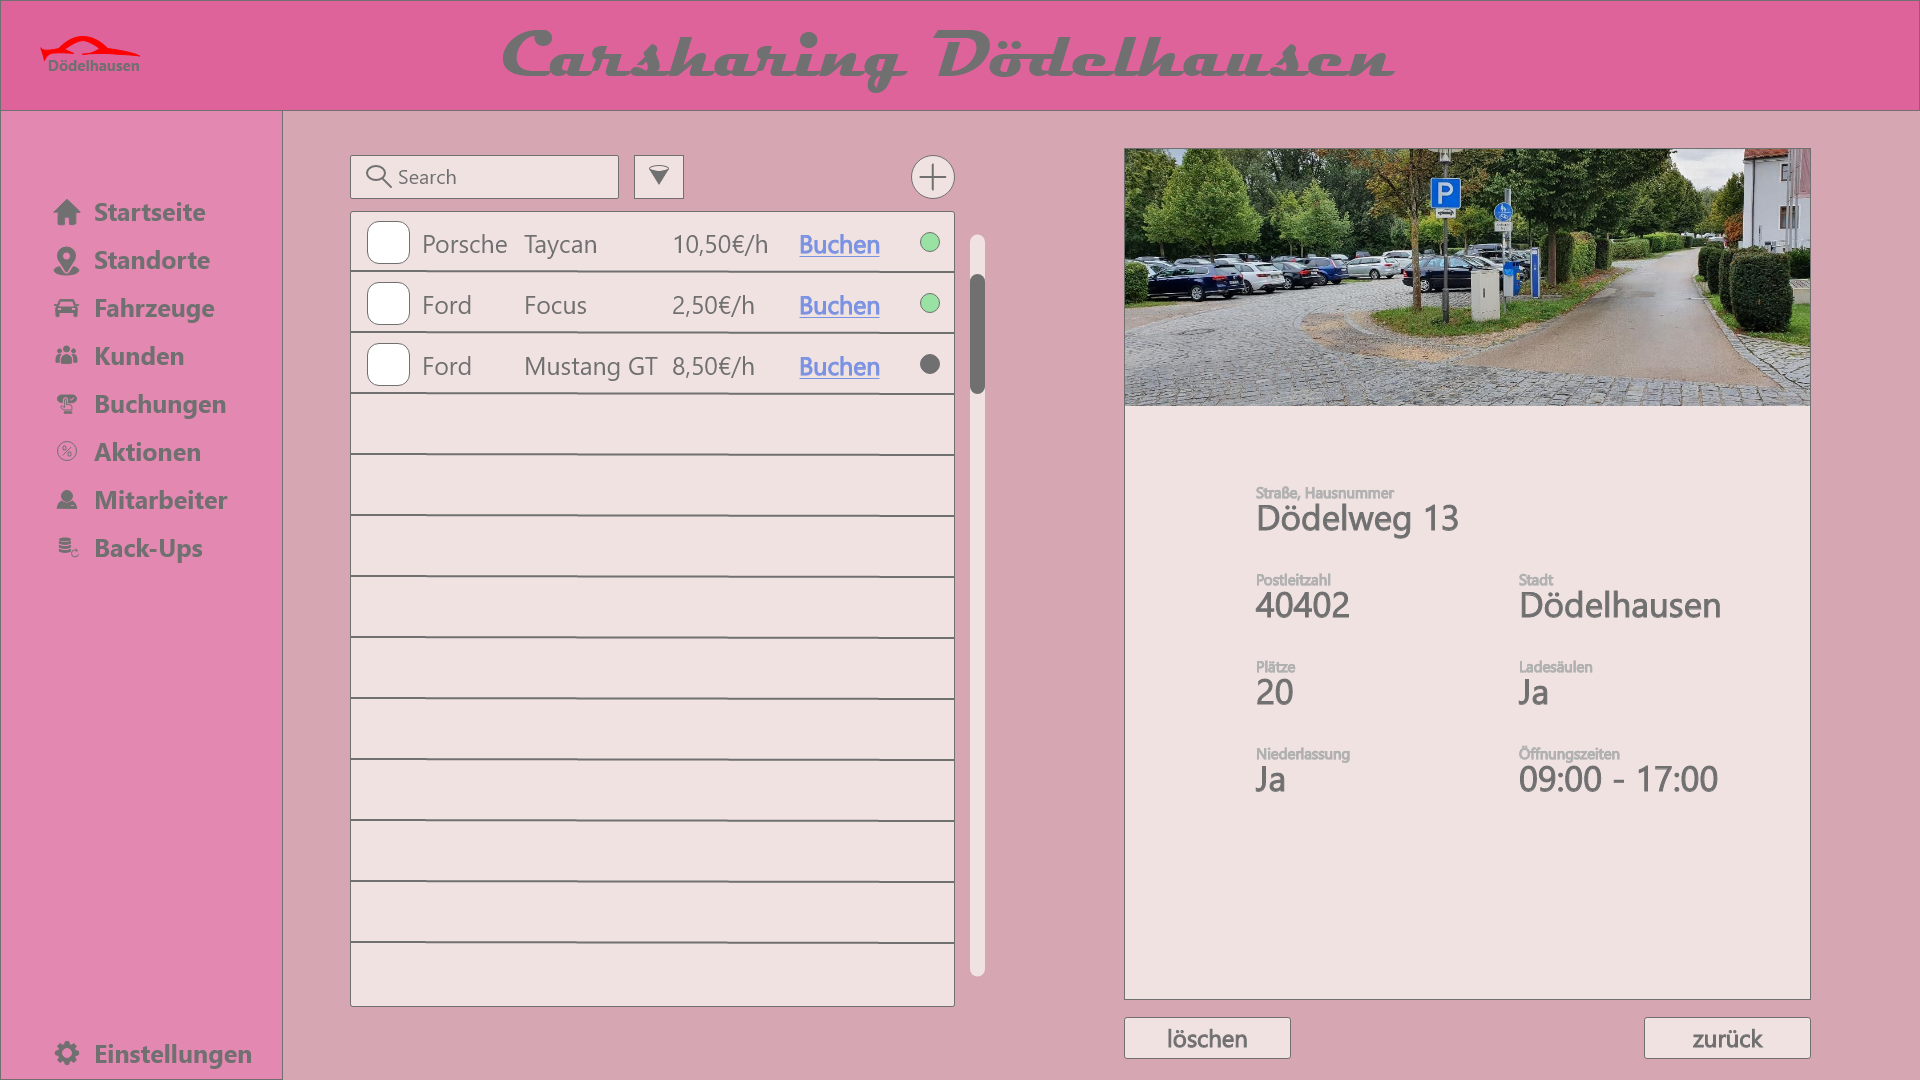 Dödelhausen
Carsharing Dödelhausen
Startseite
Standorte
Fahrzeuge
Kunden
Buchungen
Aktionen
Mitarbeiter
Back-Ups
Einstellungen
Search
Porsche Taycan 10,50€/h Buchen
Ford Focus 2,50€/h Buchen
Ford Mustang GT 8,50€/h Buchen
P
Straße, Hausnummer
Dödelweg 13
Postleitzahl
40402
Stadt
Dödelhausen
Plätze
20
Ladesäulen
Ja
Niederlassung
Ja
Öffnungszeiten
09:00 - 17:00
löschen
zurück